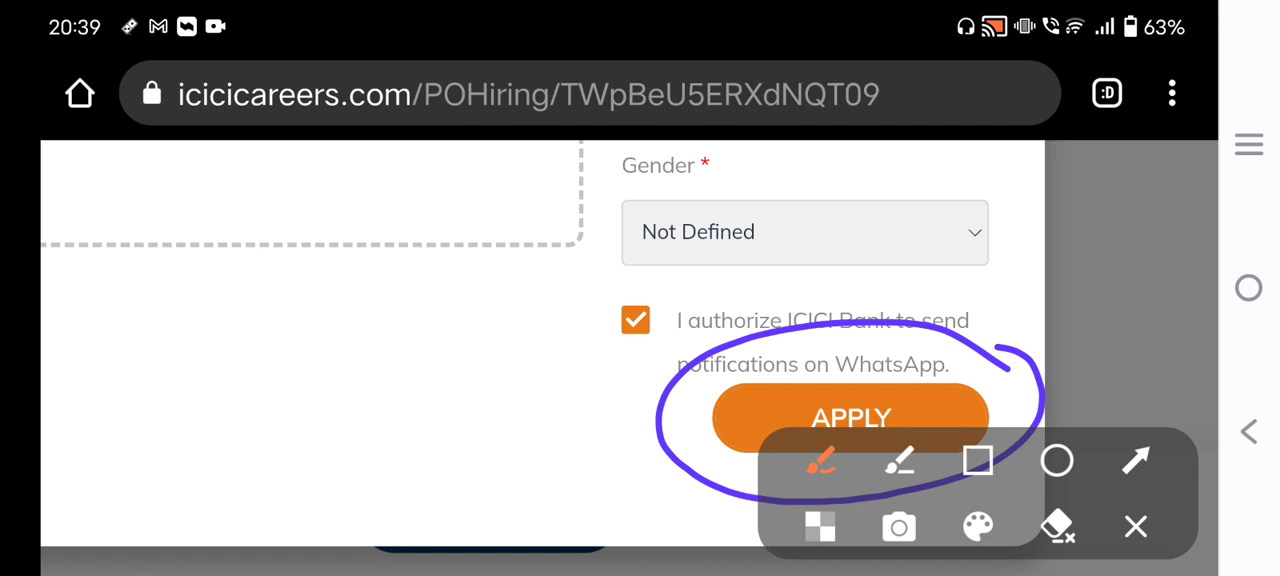 20:39
63%
icicicareers.com/POHiring/TWpBeU5ERXdNQT09
:D
Gender *
Not Defined
I authorize ICICI Bank to send
notifications on WhatsApp.
APPLY